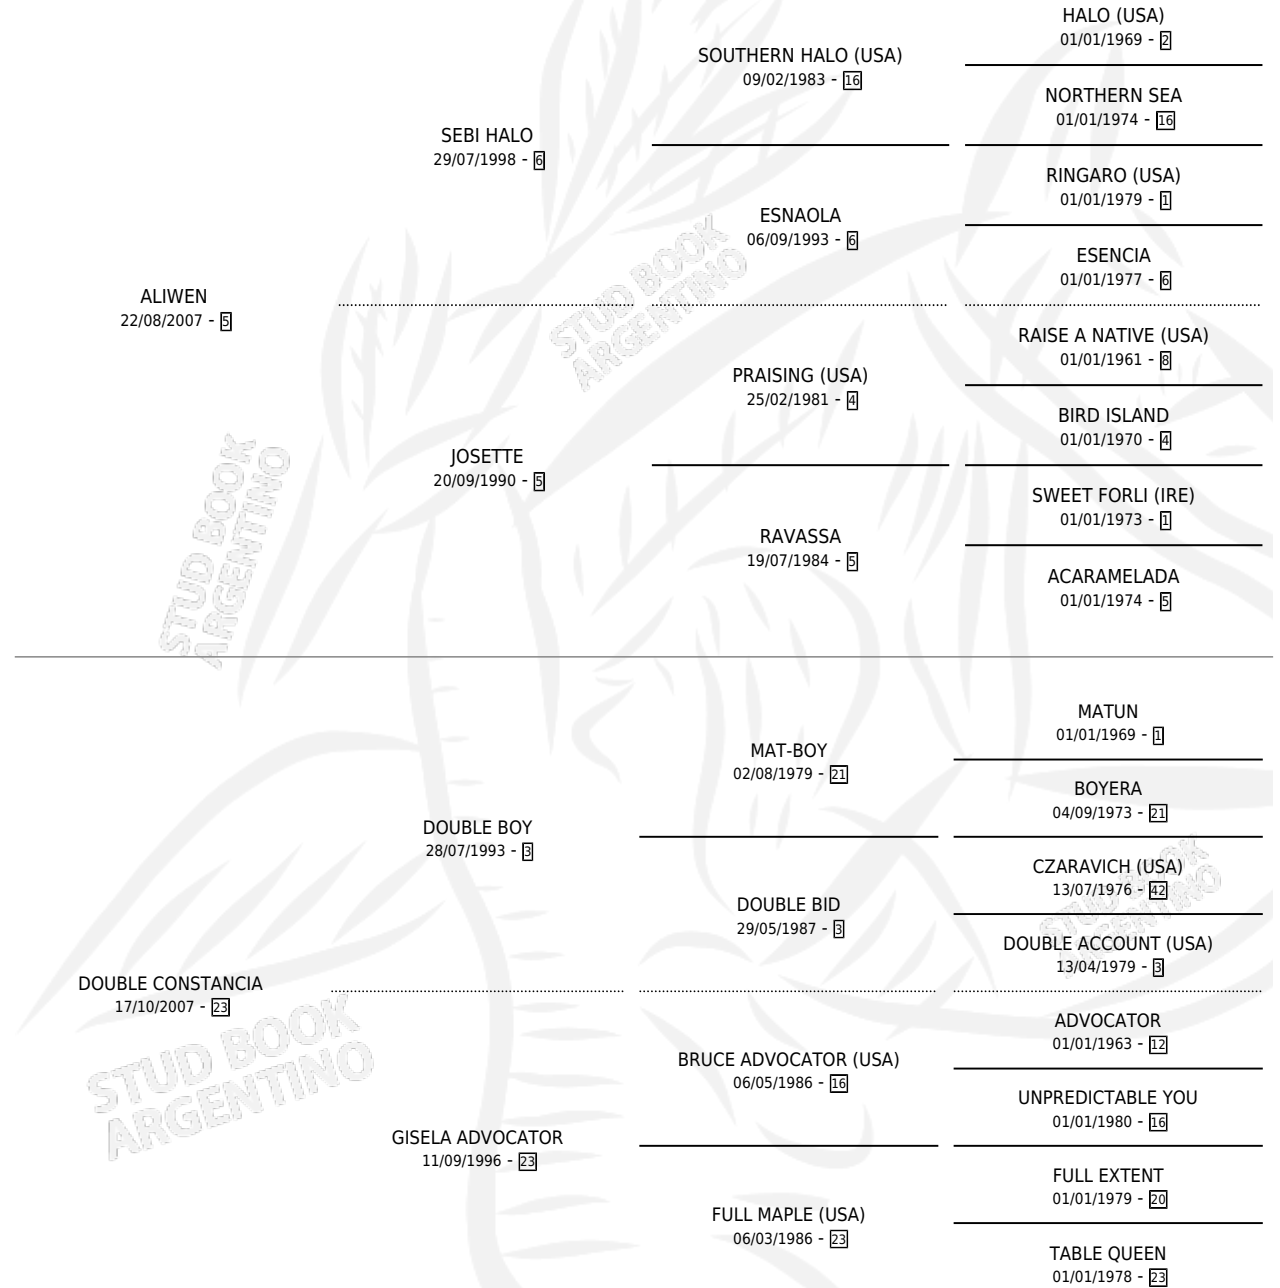 HALO (USA)
01/01/1969 - 2
SOUTHERN HALO (USA)
09/02/1983 - 16
NORTHERN SEA
01/01/1974 - 16
SEBI HALO
29/07/1998 - 6
RINGARO (USA)
01/01/1979 - 1
ESNAOLA
06/09/1993 - 6
ESENCIA
01/01/1977 - 6
ALIWEN
22/08/2007 - 5
RAISE A NATIVE (USA)
01/01/1961 - 8
PRAISING (USA)
25/02/1981 - 4
BIRD ISLAND
01/01/1970 - 4
JOSETTE
20/09/1990 - 5
SWEET FORLI (IRE)
01/01/1973 - 1
RAVASSA
19/07/1984 - 5
ACARAMELADA
01/01/1974 - 5
STUD BOOK
ARGENTINO
STUD BOOK
ARGENTINO
MATUN
01/01/1969 - 1
MAT-BOY
02/08/1979 - 21
BOYERA
04/09/1973 - 21
DOUBLE BOY
28/07/1993 - 3
CZARAVICH (USA)
13/07/1976 - 42
DOUBLE BID
29/05/1987 - 3
DOUBLE ACCOUNT (USA)
13/04/1979 - 3
DOUBLE CONSTANCIA
17/10/2007 - 23
ADVOCATOR
01/01/1963 - 12
BRUCE ADVOCATOR (USA)
06/05/1986 - 16
UNPREDICTABLE YOU
01/01/1980 - 16
GISELA ADVOCATOR
11/09/1996 - 23
FULL EXTENT
01/01/1979 - 20
FULL MAPLE (USA)
06/03/1986 - 23
TABLE QUEEN
01/01/1978 - 23
STUD BOOK
ARGENTINO
STUD BOOK
ARGENTINO